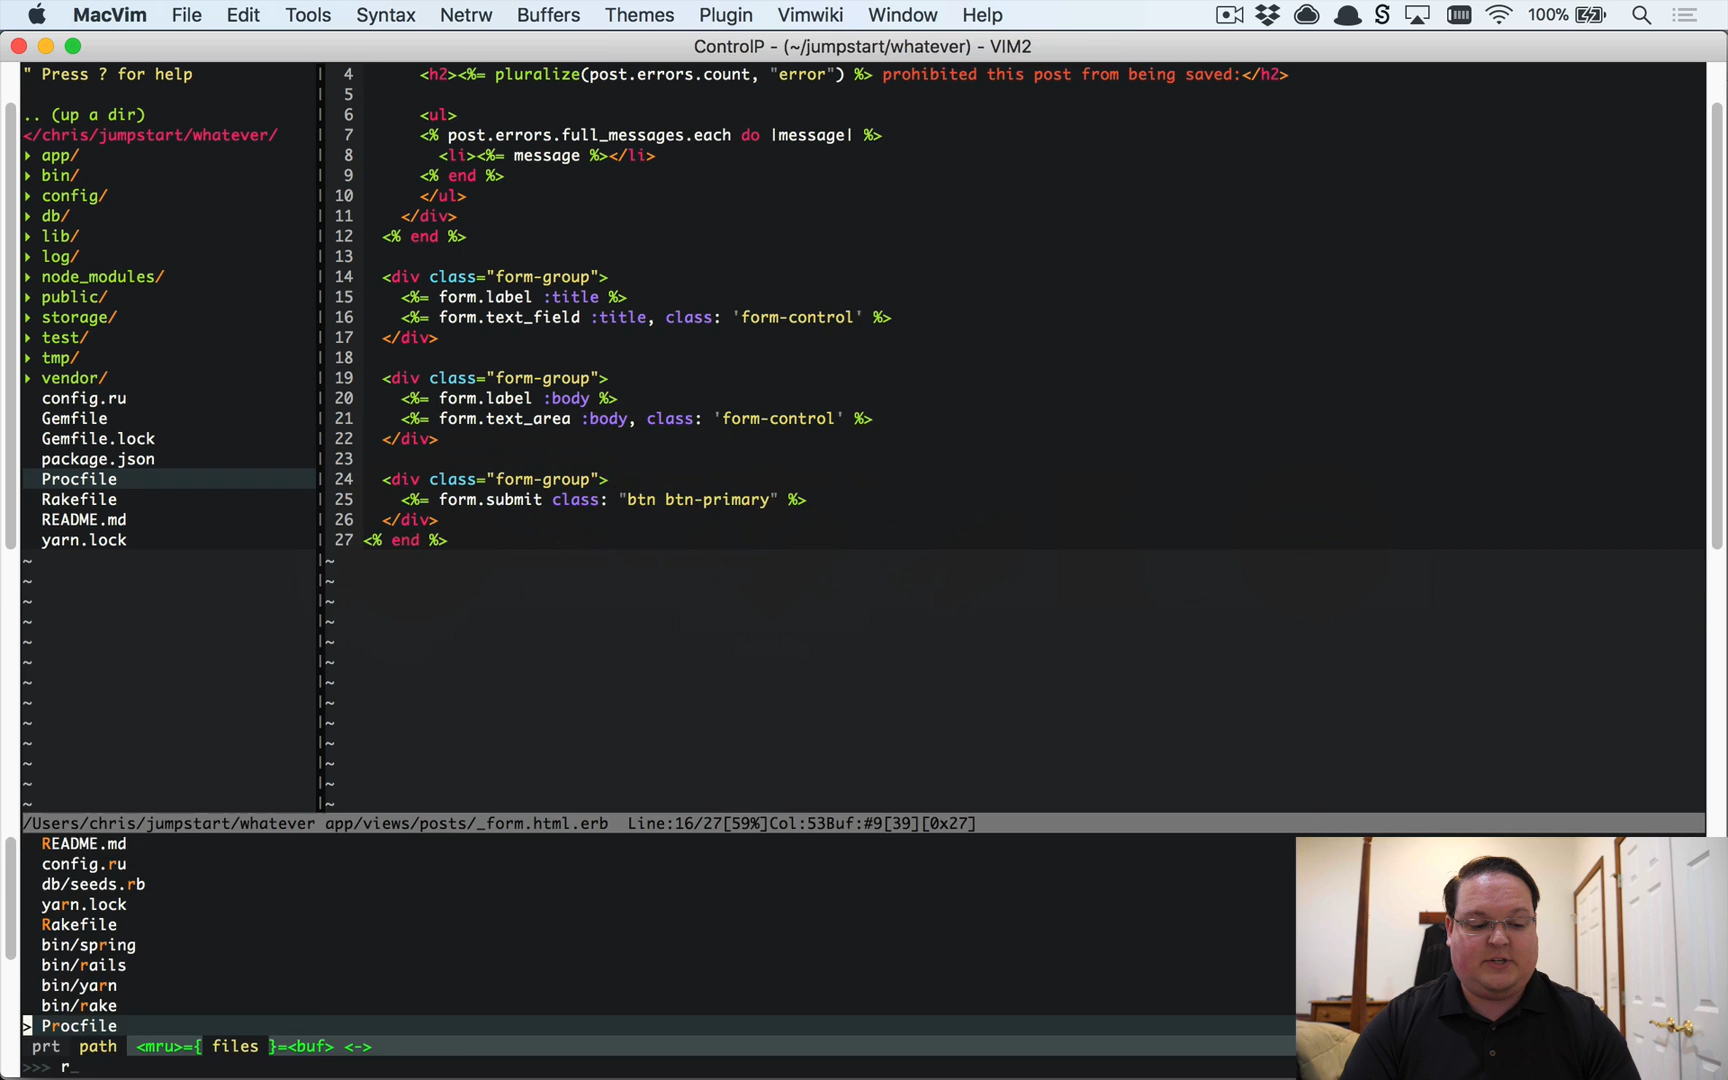 MacVim File Edit Tools Syntax Netrw Buffers Themes Plugin Vimwiki Window Help 100%
ControlP - (~/jumpstart/whatever) - VIM2
" Press ? for help
.. (up a dir)
</chris/jumpstart/whatever/
app/
bin/
config/
db/
lib/
log/
node_modules/
public/
storage/
test/
tmp/
vendor/
config.ru
Gemfile
Gemfile.lock
package.json
Procfile
Rakefile
README.md
yarn.lock
4 <h2><%= pluralize(post.errors.count, "error") %> prohibited this post from being saved:</h2>
5
6 <ul>
7 <% post.errors.full_messages.each do |message| %>
8 <li><%= message %></li>
9 <% end %>
10 </ul>
11 </div>
12 <% end %>
13
14 <div class="form-group">
15 <%= form.label :title %>
16 <%= form.text_field :title, class: 'form-control' %>
17 </div>
18
19 <div class="form-group">
20 <%= form.label :body %>
21 <%= form.text_area :body, class: 'form-control' %>
22 </div>
23
24 <div class="form-group">
25 <%= form.submit class: "btn btn-primary" %>
26 </div>
27 <% end %>
/Users/chris/jumpstart/whatever app/views/posts/_form.html.erb Line:16/27[59%]Col:53Buf:#9[39][0x27]
README.md
config.ru
db/seeds.rb
yarn.lock
Rakefile
bin/spring
bin/rails
bin/yarn
bin/rake
> Procfile
prt path <mru>={ files }=<buf> <->
>>> r_